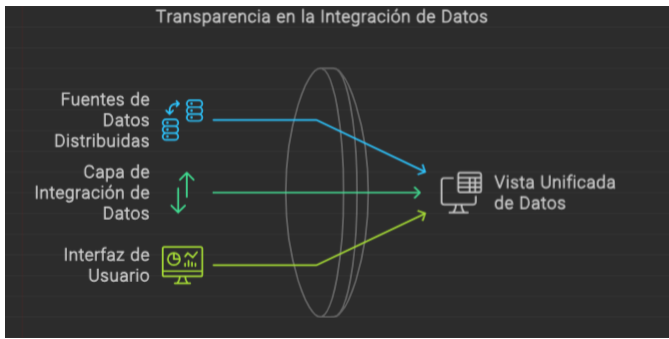 Transparencia en la Integración de Datos
Fuentes de
Datos
Distribuidas
Capa de
Integración de
Datos
Interfaz de
Usuario
Vista Unificada
de Datos